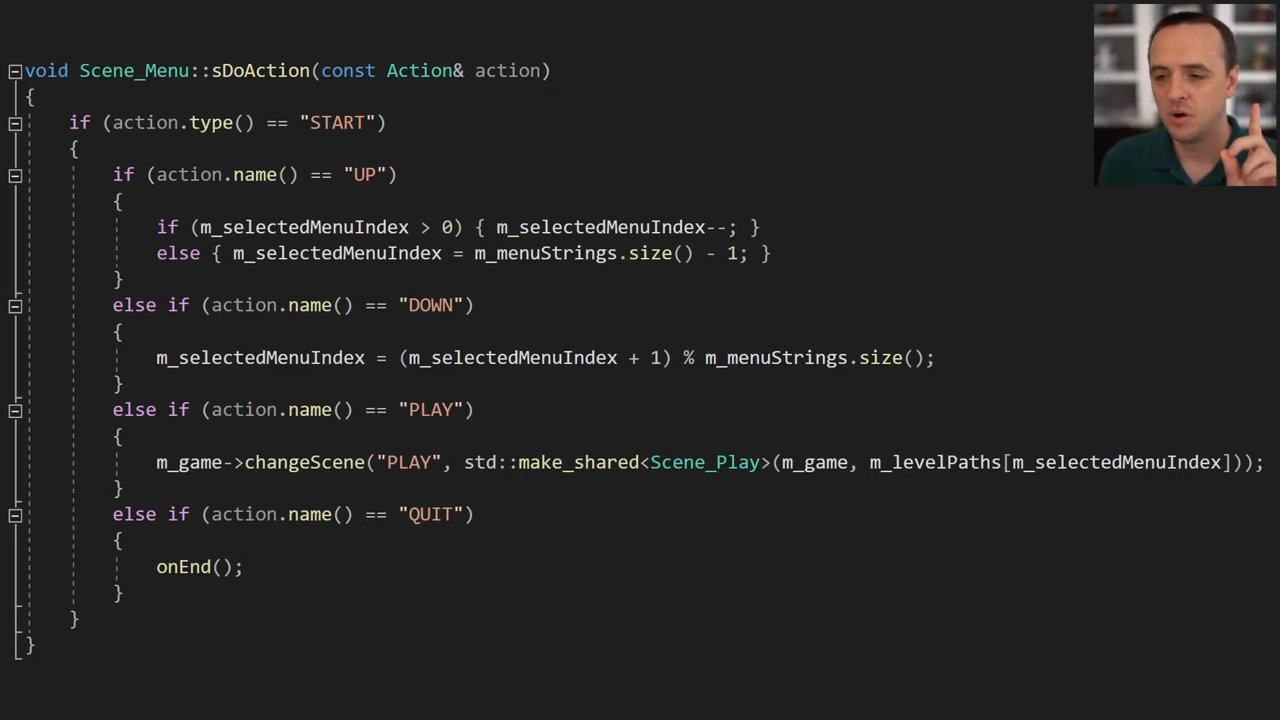 void Scene_Menu::sDoAction(const Action& action)
{
if (action.type() == "START")
{
if (action.name() == "UP")
{
if (m_selectedMenuIndex > 0) { m_selectedMenuIndex--; }
else { m_selectedMenuIndex = m_menuStrings.size() - 1; }
}
else if (action.name() == "DOWN")
{
m_selectedMenuIndex = (m_selectedMenuIndex + 1) % m_menuStrings.size();
}
else if (action.name() == "PLAY")
{
m_game->changeScene("PLAY", std::make_shared<Scene_Play>(m_game, m_levelPaths[m_selectedMenuIndex]));
}
else if (action.name() == "QUIT")
{
onEnd();
}
}
}